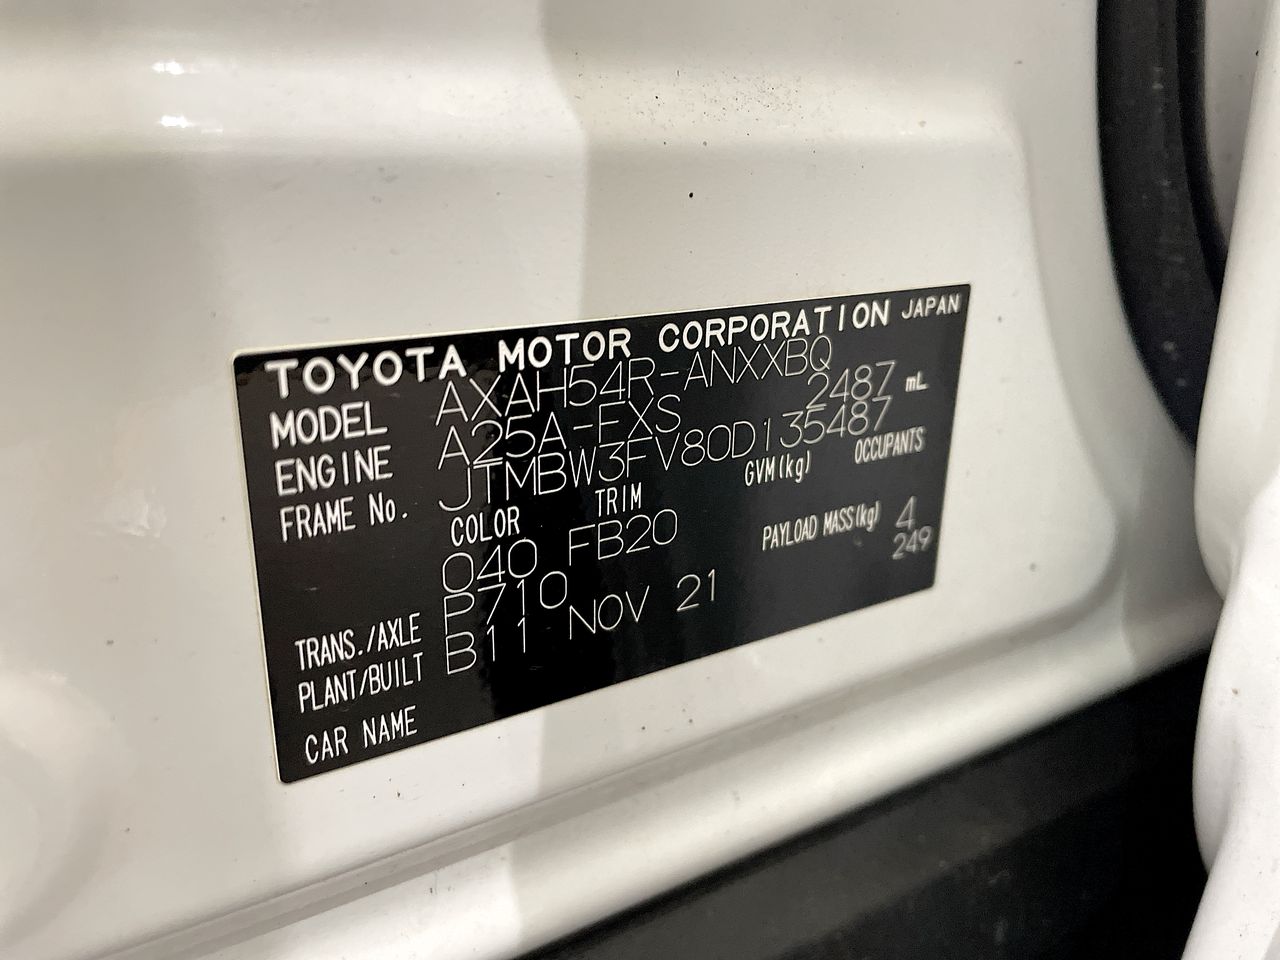 TOYOTA MOTOR CORPORATION JAPAN
MODEL AXAH54R-ANXXBQ
ENGINE A25A-FXS 2487 mL
FRAME No. JTMBW3FV80D135487
COLOR TRIM GVM(kg) OCCUPANTS
040 FB20 PAYLOAD MASS(kg) 4
249
TRANS./AXLE P710
PLANT/BUILT B11 NOV 21
CAR NAME